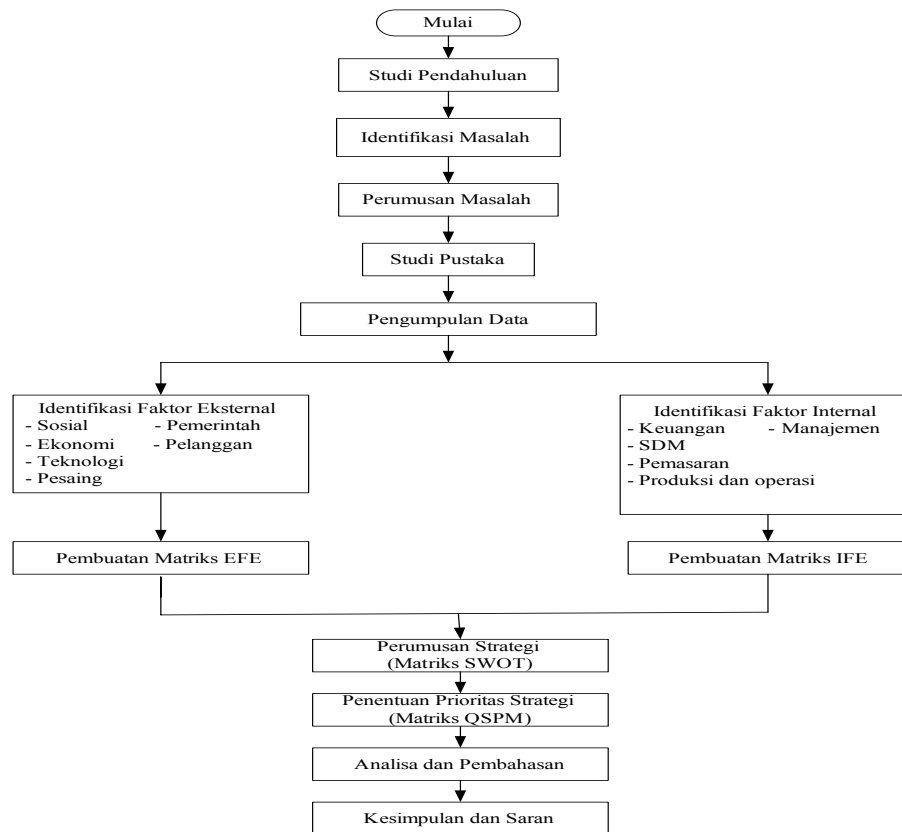 Mulai
Studi Pendahuluan
Identifikasi Masalah
Perumusan Masalah
Studi Pustaka
Pengumpulan Data
Identifikasi Faktor Eksternal
- Sosial - Pemerintah
- Ekonomi - Pelanggan
- Teknologi
- Pesaing
Identifikasi Faktor Internal
- Keuangan - Manajemen
- SDM
- Pemasaran
- Produksi dan operasi
Pembuatan Matriks EFE
Pembuatan Matriks IFE
Perumusan Strategi
(Matriks SWOT)
Penentuan Prioritas Strategi
(Matriks QSPM)
Analisa dan Pembahasan
Kesimpulan dan Saran